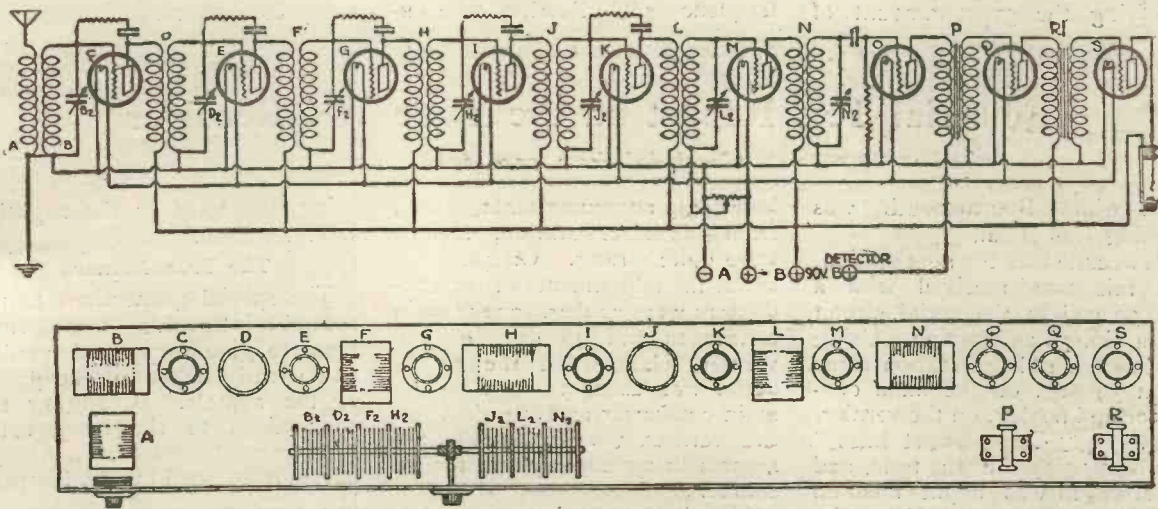 C D E F G H I J K L M N O P Q R' S
A B B2 D2 F2 H2 J2 L2 N2
DETECTOR
⊖ A ⊕ - B ⊕ 90V. B ⊕
B C D E F G H I J K L M N O Q S
B2 D2 F2 H2 J2 L2 N2
A P R